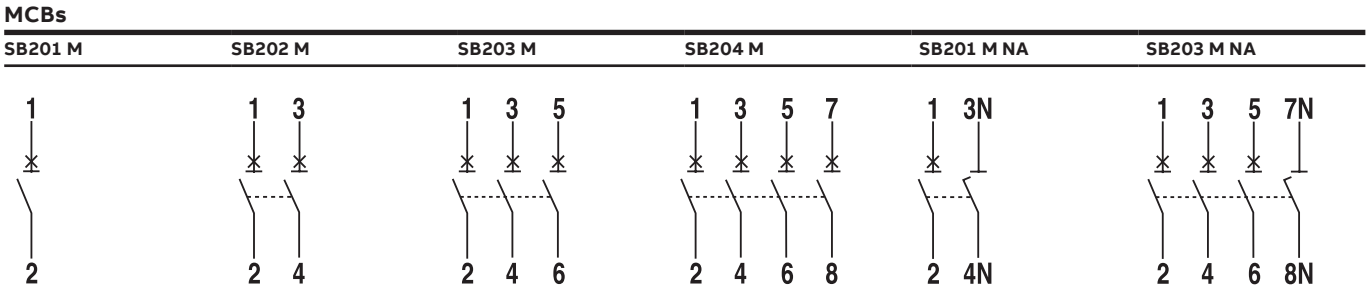 MCBs
SB201 M SB202 M SB203 M SB204 M SB201 M NA SB203 M NA
1 1 3 1 3 5 1 3 5 7 1 3N 1 3 5 7N
2 2 4 2 4 6 2 4 6 8 2 4N 2 4 6 8N